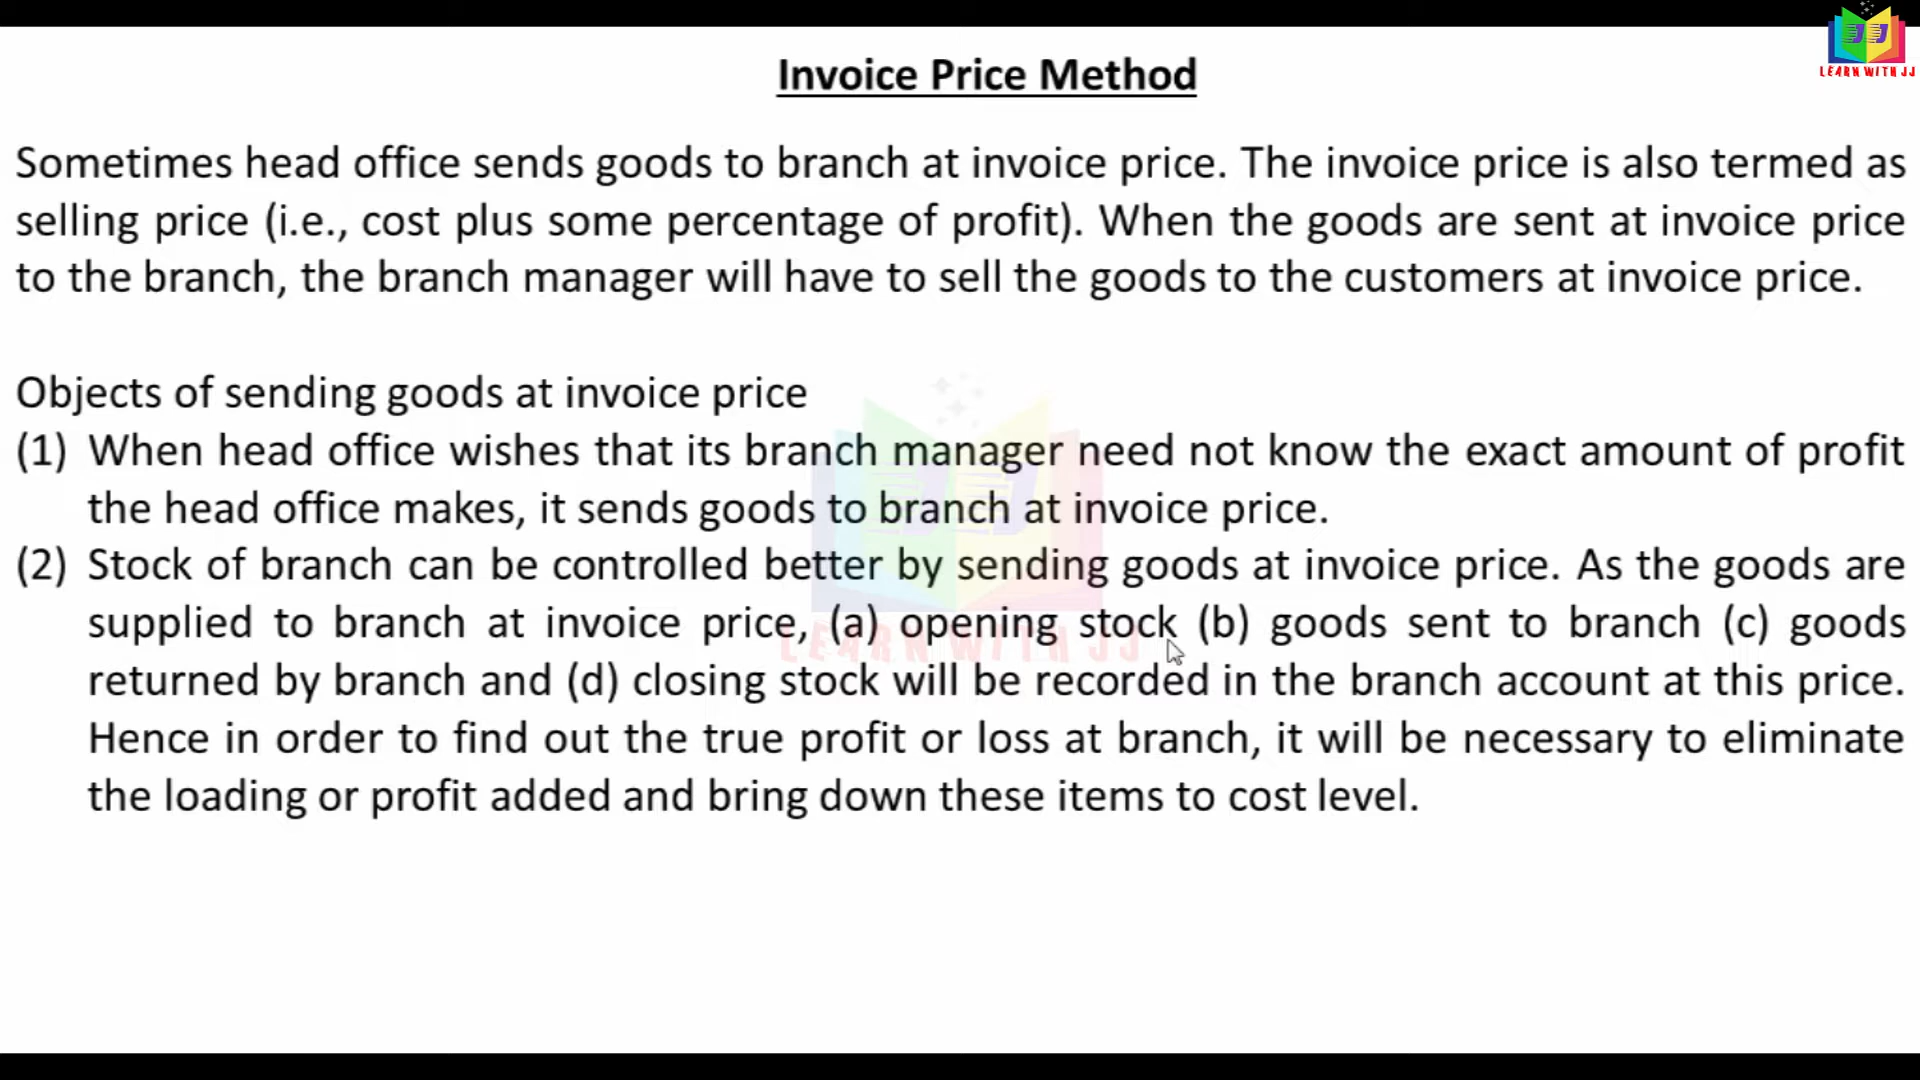 LEARN WITH JJ
Invoice Price Method
Sometimes head office sends goods to branch at invoice price. The invoice price is also termed as
selling price (i.e., cost plus some percentage of profit). When the goods are sent at invoice price
to the branch, the branch manager will have to sell the goods to the customers at invoice price.
Objects of sending goods at invoice price
(1) When head office wishes that its branch manager need not know the exact amount of profit
the head office makes, it sends goods to branch at invoice price.
(2) Stock of branch can be controlled better by sending goods at invoice price. As the goods are
supplied to branch at invoice price, (a) opening stock (b) goods sent to branch (c) goods
LEARN WITH JJ
returned by branch and (d) closing stock will be recorded in the branch account at this price.
Hence in order to find out the true profit or loss at branch, it will be necessary to eliminate
the loading or profit added and bring down these items to cost level.